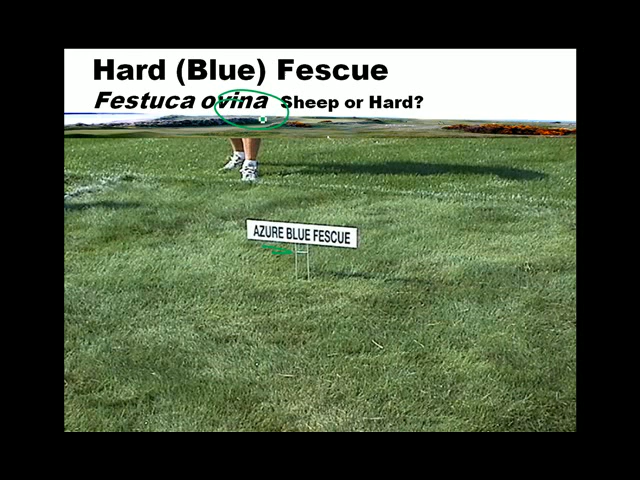 Hard (Blue) Fescue
Festuca ovina Sheep or Hard?
AZURE BLUE FESCUE